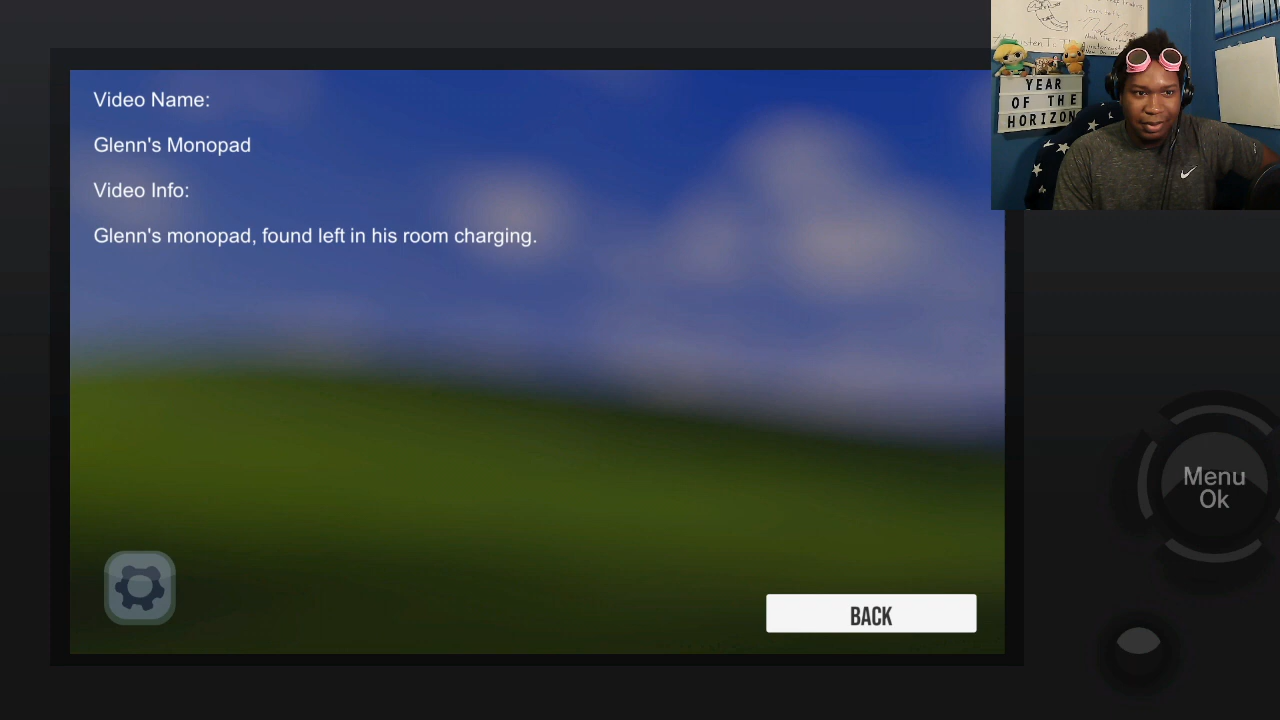 Video Name:
Glenn's Monopad
Video Info:
Glenn's monopad, found left in his room charging.
BACK
Menu
Ok
YEAR
OF THE
HORIZON